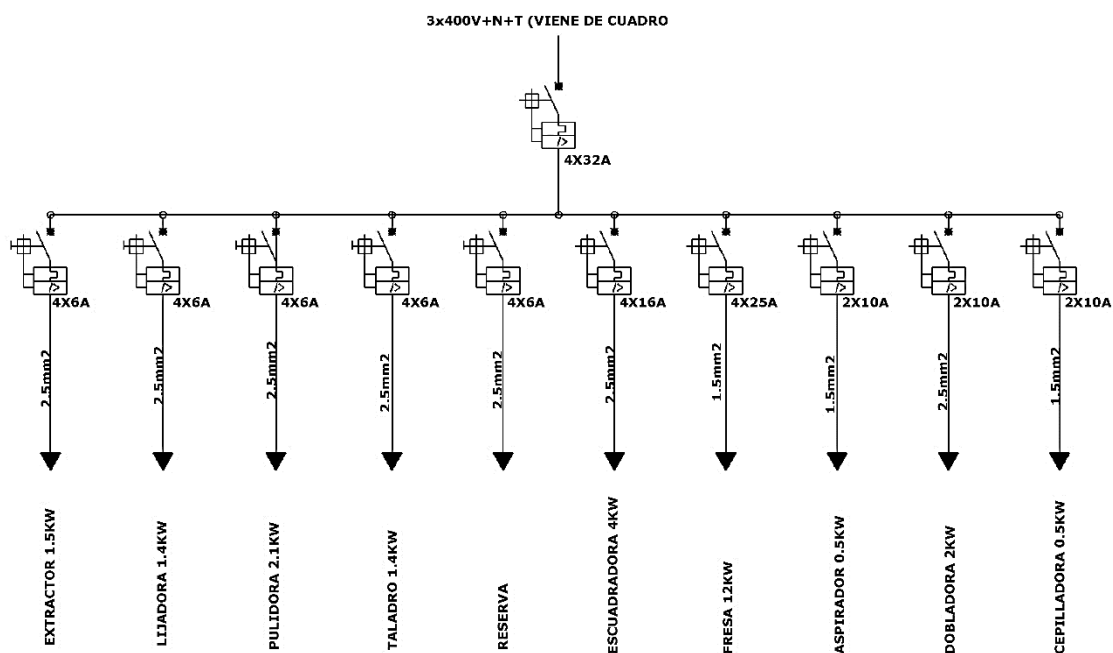 3x400V+N+T (VIENE DE CUADRO
4X32A
4X6A
4X6A
4X6A
4X6A
4X6A
4X16A
4X25A
2X10A
2X10A
2X10A
2.5mm2
2.5mm2
2.5mm2
2.5mm2
2.5mm2
2.5mm2
1.5mm2
1.5mm2
2.5mm2
1.5mm2
EXTRACTOR 1.5KW
LIJADORA 1.4KW
PULIDORA 2.1KW
TALADRO 1.4KW
RESERVA
ESCUADRADORA 4KW
FRESA 12KW
ASPIRADOR 0.5KW
DOBLADORA 2KW
CEPILLADORA 0.5KW